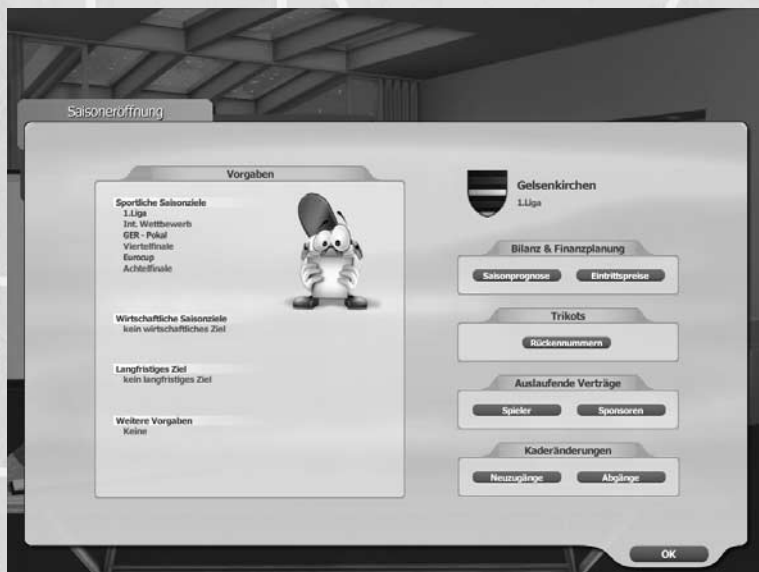 Saisoneröffnung
Vorgaben
Sportliche Saisonziele
1.Liga
Int. Wettbewerb
GER - Pokal
Viertelfinale
Eurocup
Achtelfinale
Wirtschaftliche Saisonziele
kein wirtschaftliches Ziel
Langfristiges Ziel
kein langfristiges Ziel
Weitere Vorgaben
Keine
Gelsenkirchen
1.Liga
Bilanz & Finanzplanung
Saisonprognose Eintrittspreise
Trikots
Rückennummern
Auslaufende Verträge
Spieler Sponsoren
Kaderänderungen
Neuzugänge Abgänge
OK